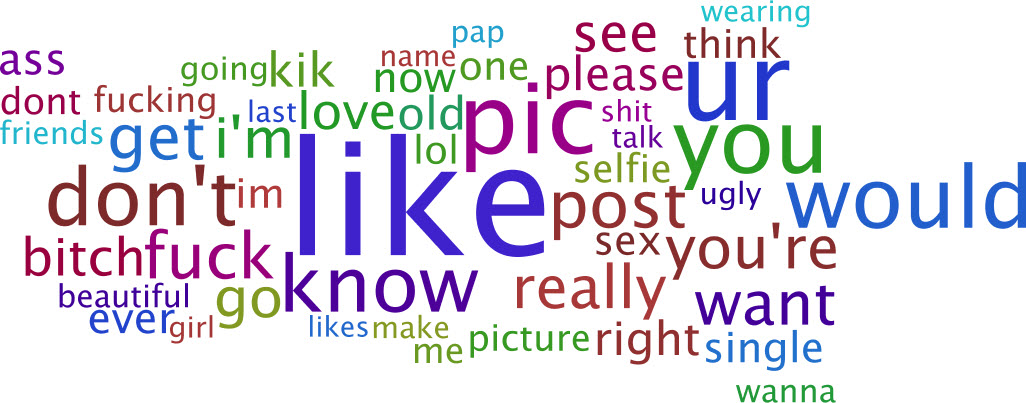 wearing
pap
see
think
ass
going
kik
name
now
one
please
ur
dont
fucking
last
love
old
pic
shit
friends
get
i'm
lol
talk
you
like
selfie
don't
im
post
ugly
would
bitch
fuck
know
sex
you're
beautiful
go
really
want
ever
girl
likes
make
me
picture
right
single
wanna